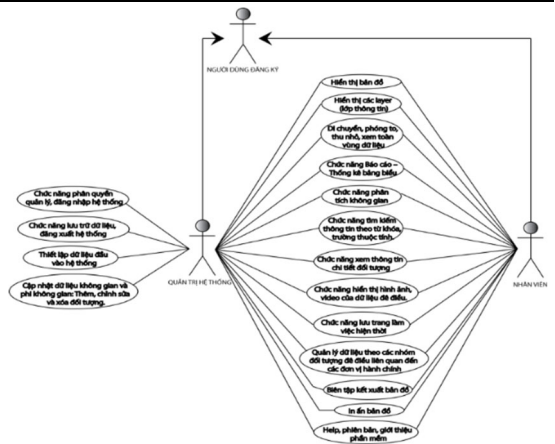 NGƯỜI DÙNG ĐĂNG KÝ
Hiển thị bản đồ
Hiển thị các layer
(lớp thông tin)
Di chuyển, phóng to,
thu nhỏ, xem toàn
vùng dữ liệu
Chức năng Báo cáo –
Thống kê bảng biểu
Chức năng phân
tích không gian
Chức năng tìm kiếm
thông tin theo từ khóa,
trường thuộc tính.
Chức năng xem thông tin
chi tiết đối tượng
Chức năng hiển thị hình ảnh,
video của dữ liệu đê điều.
Chức năng lưu trang làm
việc hiện thời
Quản lý dữ liệu theo các nhóm
đối tượng đê điều liên quan đến
các đơn vị hành chính
Biên tập kết xuất bản đồ
In ấn bản đồ
Help, phiên bản, giới thiệu
phần mềm
Chức năng phân quyền
quản lý, đăng nhập hệ thống
Chức năng lưu trữ dữ liệu,
đăng xuất hệ thống
Thiết lập dữ liệu đầu
vào hệ thống
Cập nhật dữ liệu không gian và
phi không gian: Thêm, chỉnh sửa
và xóa đối tượng.
QUẢN TRỊ HỆ THỐNG
NHÂN VIÊN